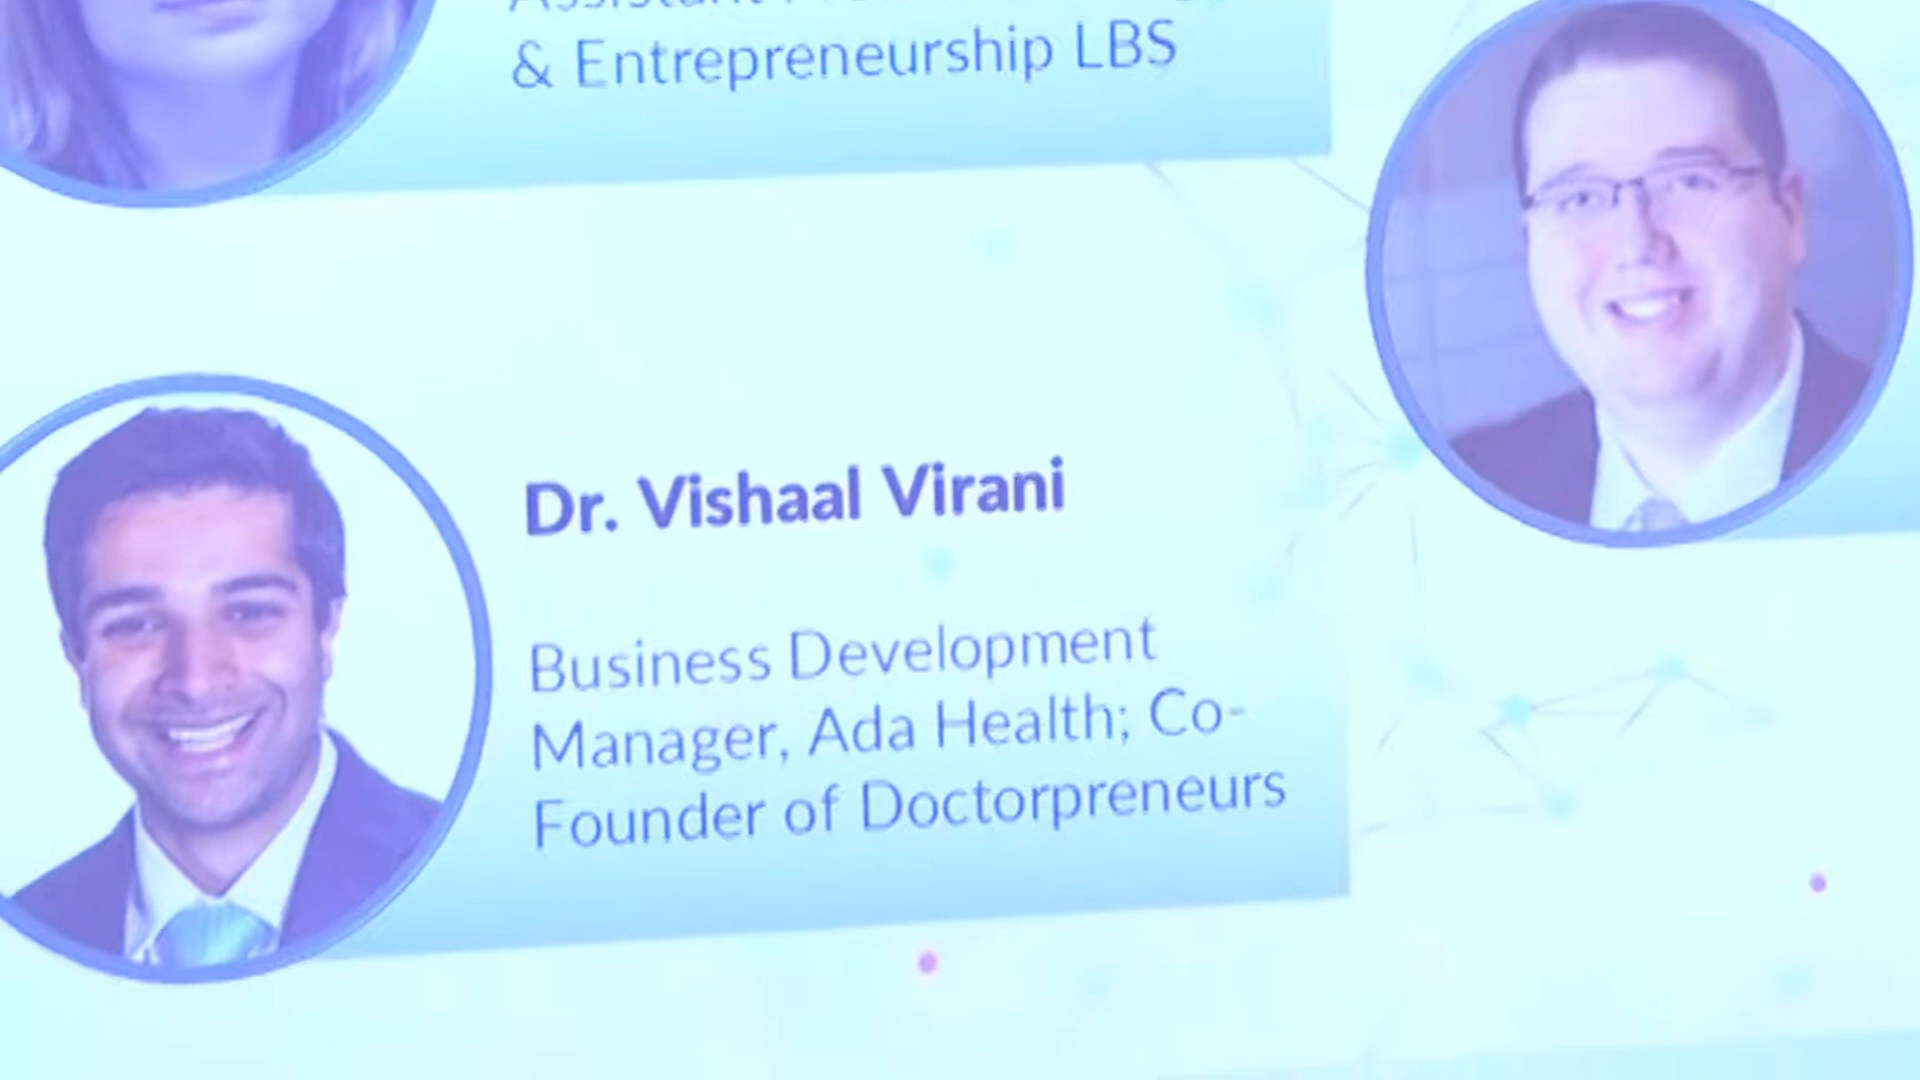 & Entrepreneurship LBS
Dr. Vishaal Virani
Business Development
Manager, Ada Health; Co-
Founder of Doctorpreneurs